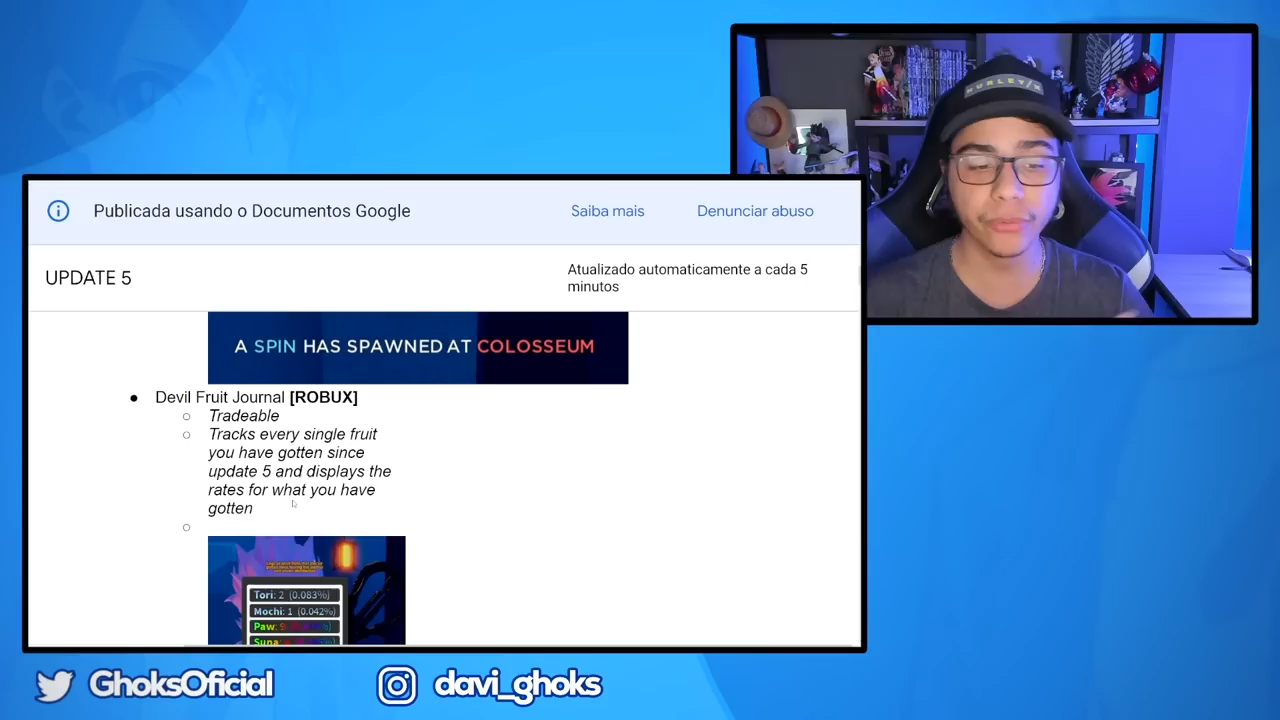 HURLEY/X
Publicada usando o Documentos Google
Saiba mais
Denunciar abuso
UPDATE 5
Atualizado automaticamente a cada 5
minutos
A SPIN HAS SPAWNED AT COLOSSEUM
Devil Fruit Journal [ROBUX]
Tradeable
Tracks every single fruit
you have gotten since
update 5 and displays the
rates for what you have
gotten
Tori: 2 (0.083%)
Mochi: 1 (0.042%)
Paw: 9
Suna:
GhoksOficial
davi_ghoks